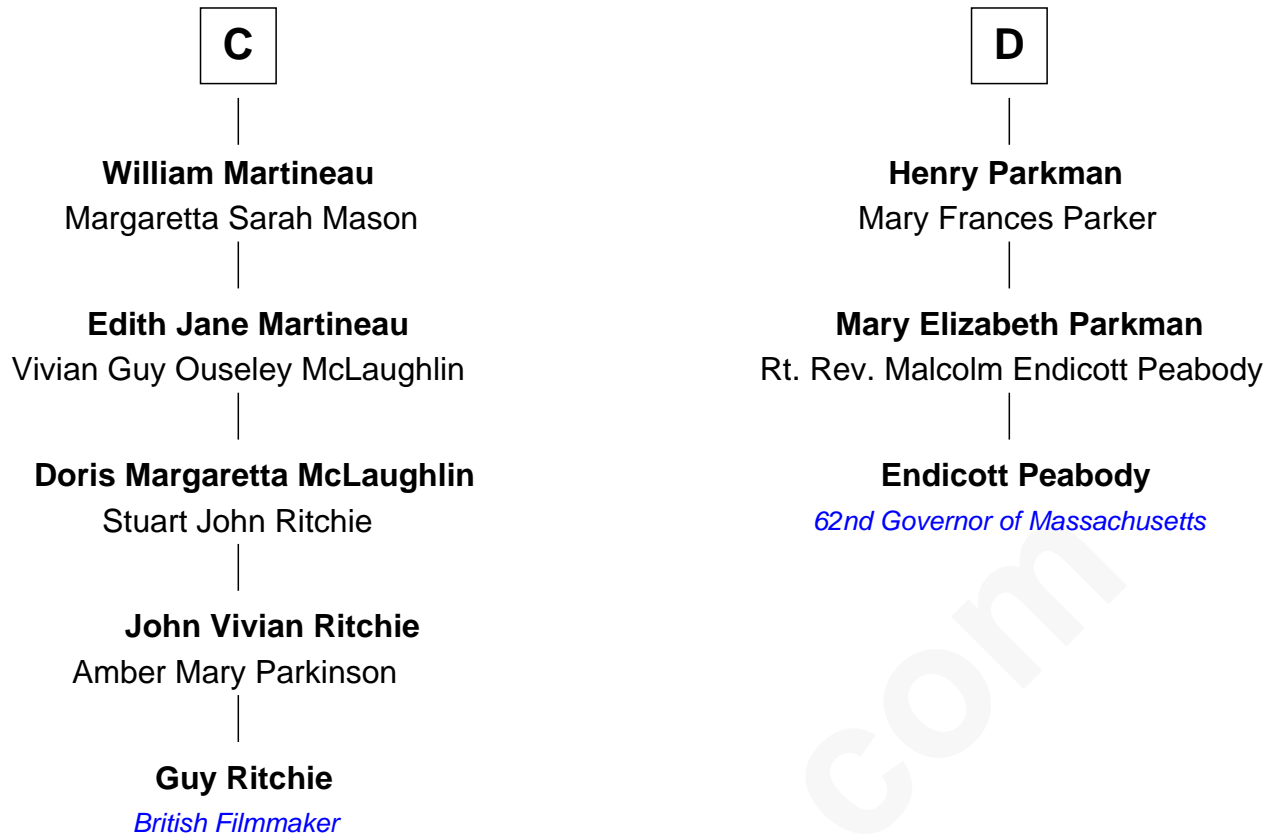 C
William Martineau
Margaretta Sarah Mason
Edith Jane Martineau
Vivian Guy Ouseley McLaughlin
Doris Margaretta McLaughlin
Stuart John Ritchie
John Vivian Ritchie
Amber Mary Parkinson
Guy Ritchie
British Filmmaker
D
Henry Parkman
Mary Frances Parker
Mary Elizabeth Parkman
Rt. Rev. Malcolm Endicott Peabody
Endicott Peabody
62nd Governor of Massachusetts
com